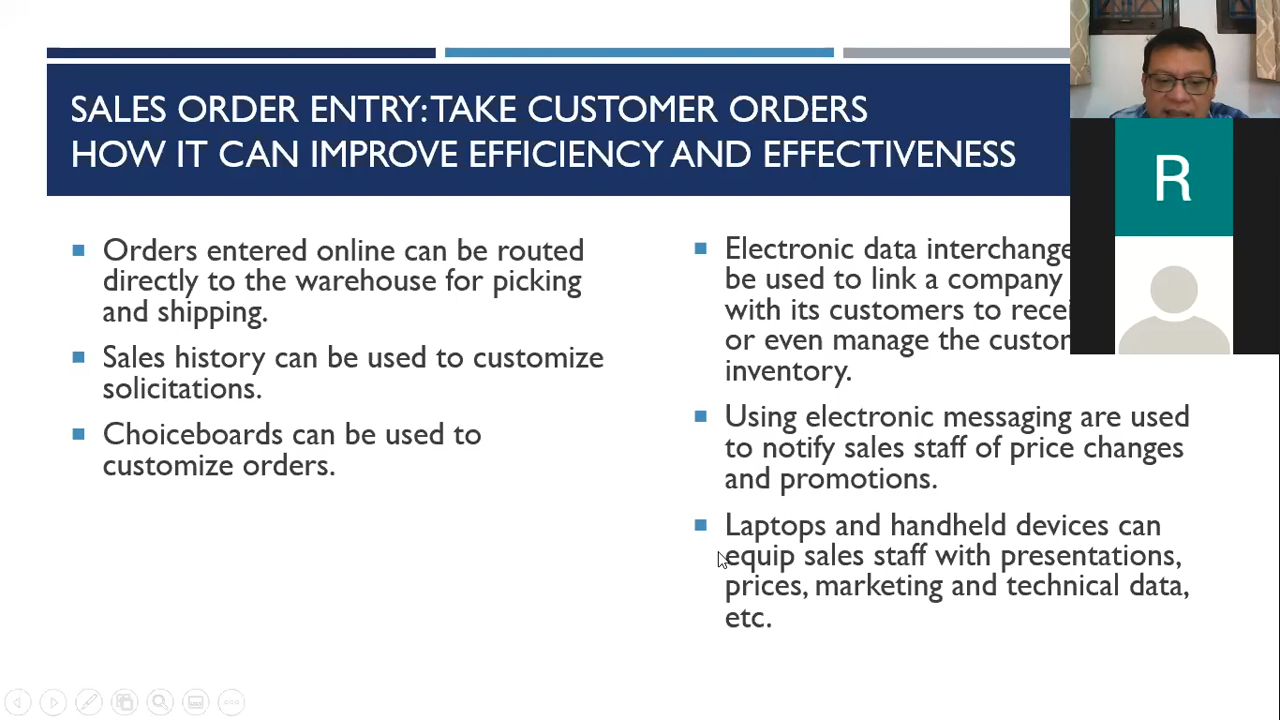 SALES ORDER ENTRY: TAKE CUSTOMER ORDERS
HOW IT CAN IMPROVE EFFICIENCY AND EFFECTIVENESS
Orders entered online can be routed
directly to the warehouse for picking
and shipping.
Sales history can be used to customize
solicitations.
Choiceboards can be used to
customize orders.
Electronic data interchange
be used to link a company
with its customers to
or even manage the
inventory.
Using electronic messaging are used
to notify sales staff of price changes
and promotions.
Laptops and handheld devices can
equip sales staff with presentations,
prices, marketing and technical data,
etc.
R